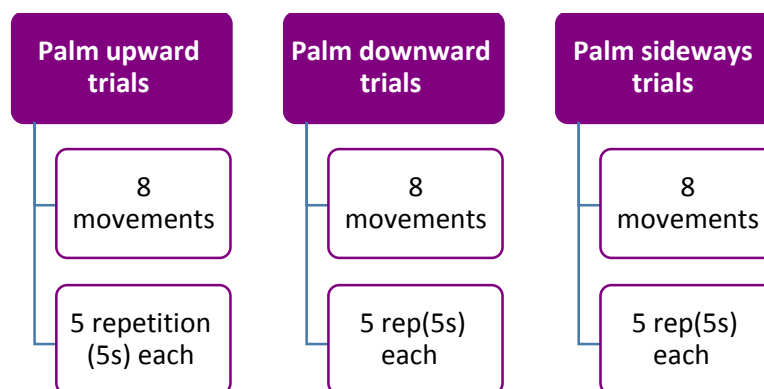 Palm upward
trials
8
movements
5 repetition
(5s) each
Palm downward
trials
8
movements
5 rep(5s)
each
Palm sideways
trials
8
movements
5 rep(5s)
each